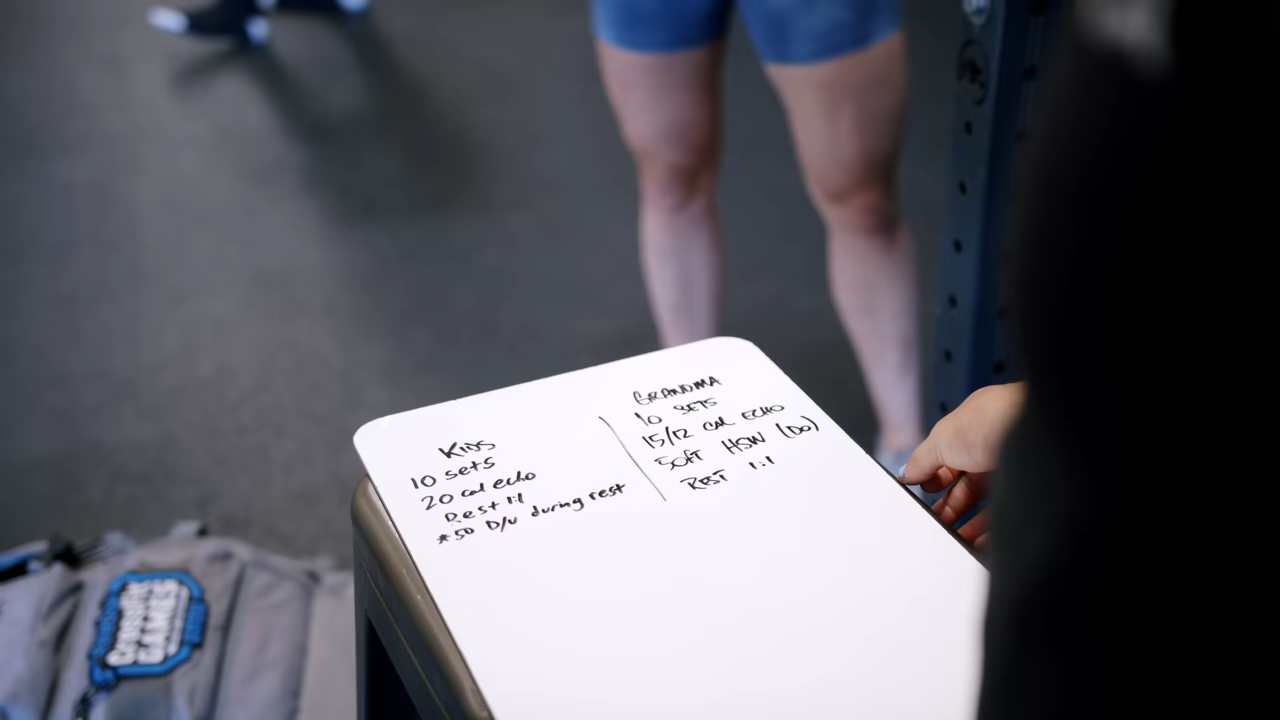 KIDS
10 sets
20 cal echo
Rest 1:1
*50 D/U during rest
GRANDMA
10 SETS
15/12 cal ECHO
50FT HSW (DO)
REST 1:1
CrossFit
GAMES